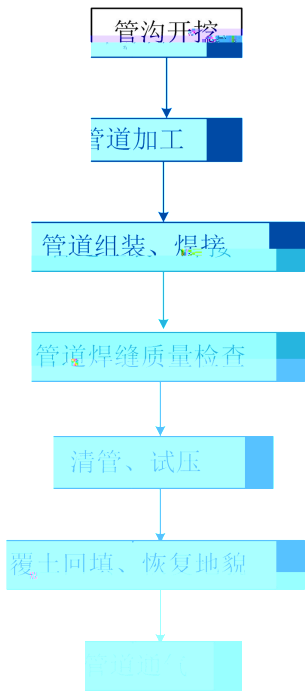 管沟开挖
管道加工
管道组装、焊接
管道焊缝质量检查
清管、试压
覆土回填、恢复地貌